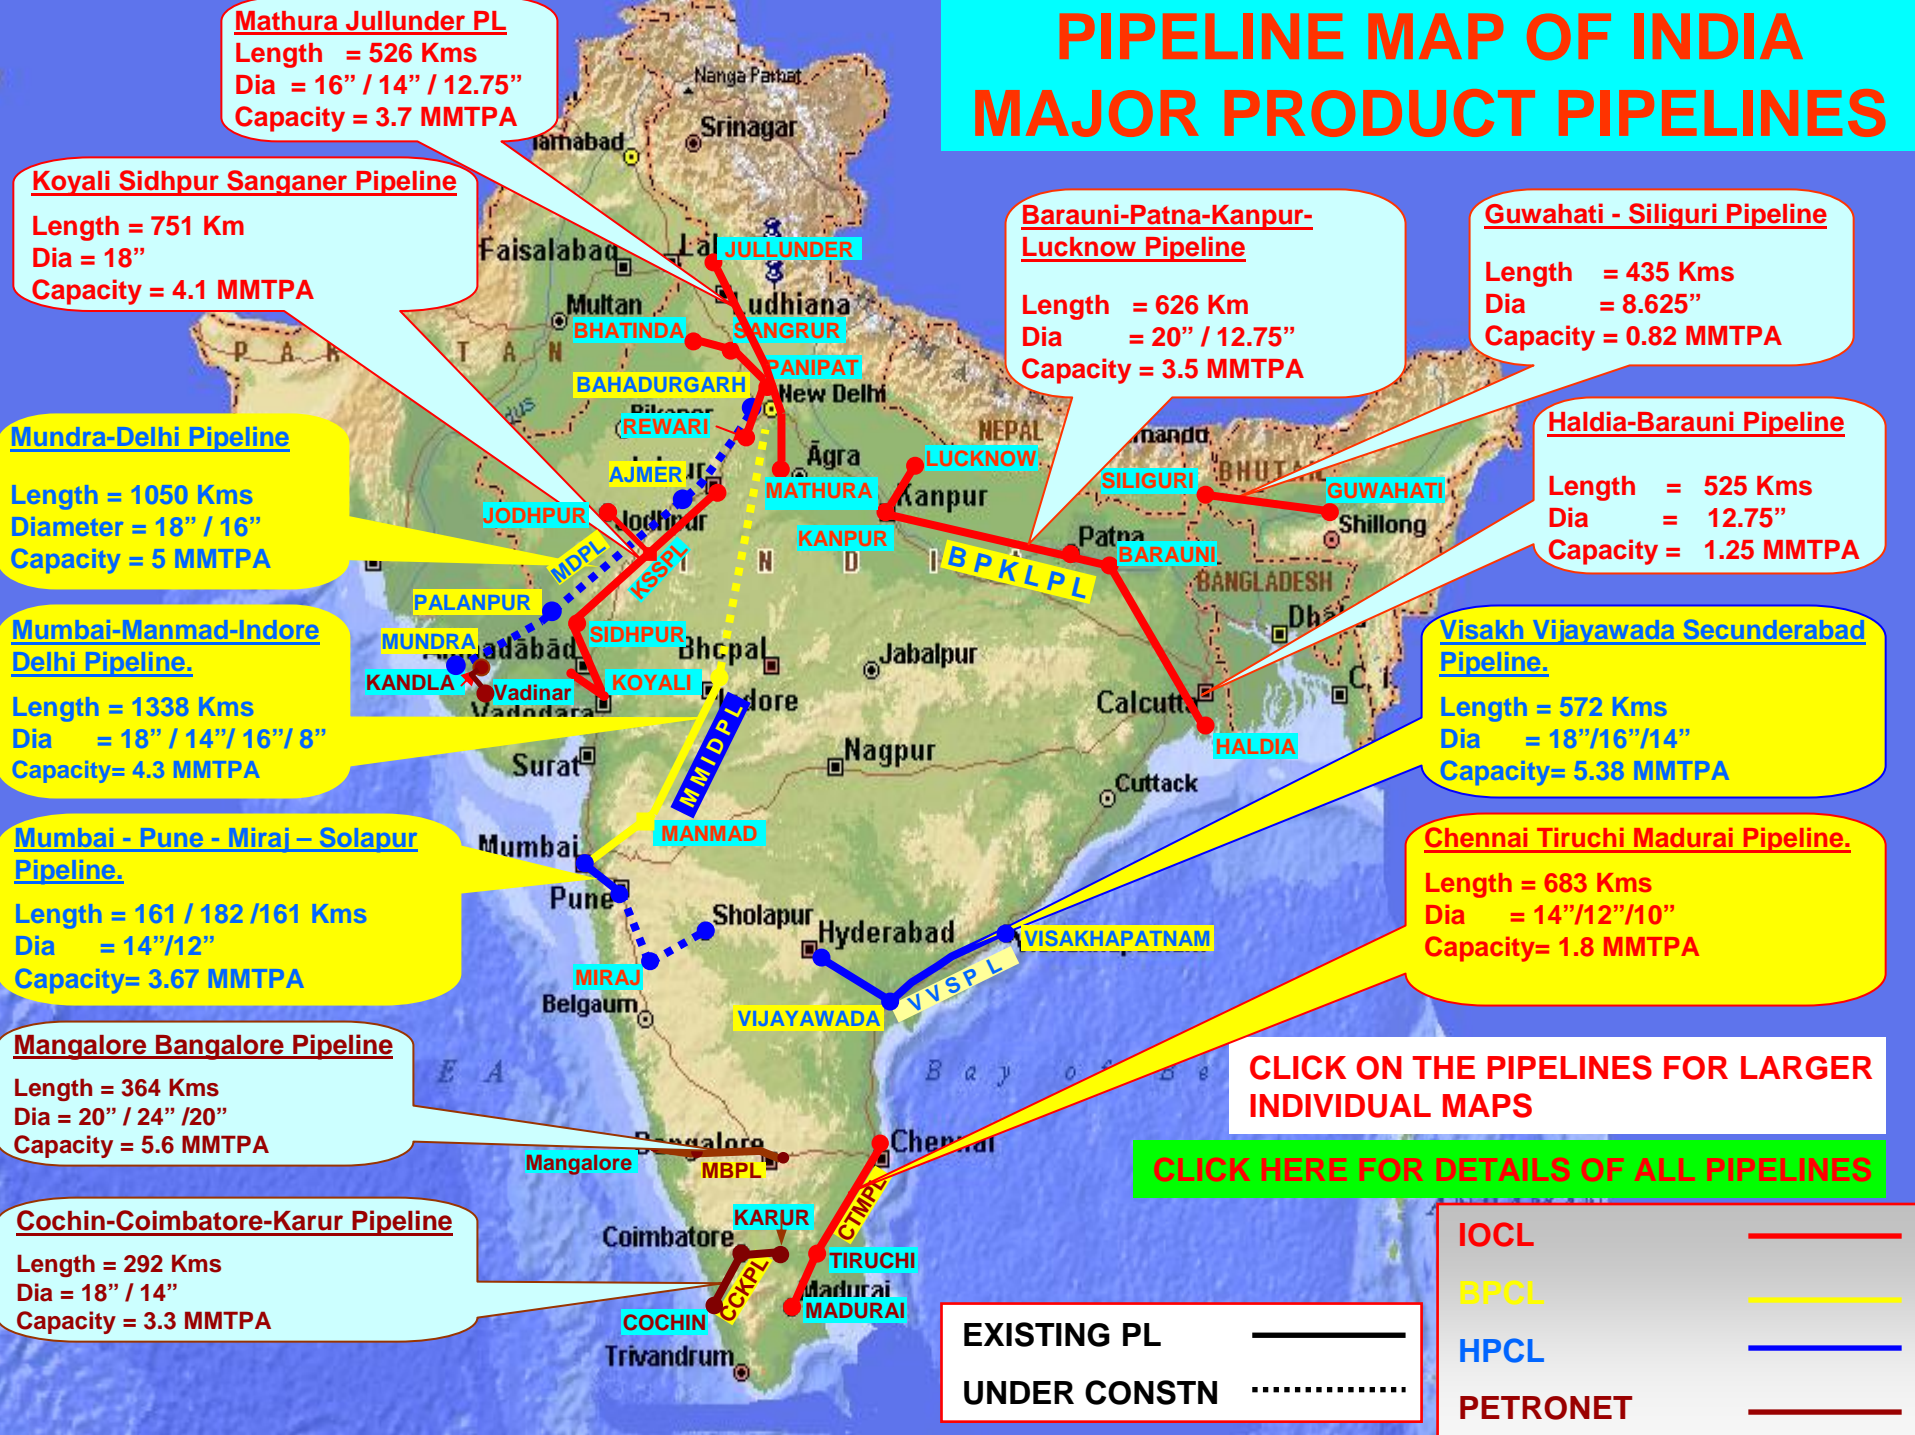 PIPELINE MAP OF INDIA
MAJOR PRODUCT PIPELINES
Mathura Jullunder PL
Length = 526 Kms
Dia = 16” / 14” / 12.75”
Capacity = 3.7 MMTPA
Koyali Sidhpur Sanganer Pipeline
Length = 751 Km
Dia = 18”
Capacity = 4.1 MMTPA
Barauni-Patna-Kanpur-
Lucknow Pipeline
Length = 626 Km
Dia = 20” / 12.75”
Capacity = 3.5 MMTPA
Guwahati - Siliguri Pipeline
Length = 435 Kms
Dia = 8.625”
Capacity = 0.82 MMTPA
Haldia-Barauni Pipeline
Length = 525 Kms
Dia = 12.75”
Capacity = 1.25 MMTPA
Mundra-Delhi Pipeline
Length = 1050 Kms
Diameter = 18” / 16”
Capacity = 5 MMTPA
Mumbai-Manmad-Indore
Delhi Pipeline.
Length = 1338 Kms
Dia = 18” / 14”/ 16”/ 8”
Capacity= 4.3 MMTPA
Visakh Vijayawada Secunderabad
Pipeline.
Length = 572 Kms
Dia = 18”/16”/14”
Capacity= 5.38 MMTPA
Mumbai - Pune - Miraj – Solapur
Pipeline.
Length = 161 / 182 /161 Kms
Dia = 14”/12”
Capacity= 3.67 MMTPA
Chennai Tiruchi Madurai Pipeline.
Length = 683 Kms
Dia = 14”/12”/10”
Capacity= 1.8 MMTPA
Mangalore Bangalore Pipeline
Length = 364 Kms
Dia = 20” / 24” /20”
Capacity = 5.6 MMTPA
Cochin-Coimbatore-Karur Pipeline
Length = 292 Kms
Dia = 18” / 14”
Capacity = 3.3 MMTPA
Nanga Parbat
Srinagar
Faisalabad
JULLUNDER
Multan
Ludhiana
BHATINDA
SANGRUR
PANIPAT
BAHADURGARH
New Delhi
REWARI
NEPAL
Agra
LUCKNOW
AJMER
MATHURA
Kanpur
SILIGURI
BHUTAN
GUWAHATI
JODHPUR
Jodhpur
KANPUR
Shillong
Patna
BARAUNI
MDPL
KSSPL
N D I
BPKLPL
BANGLADESH
PALANPUR
SIDHPUR
MUNDRA
Bhopal
Jabalpur
KANDLA
Vadinar
KOYALI
Vadodara
Calcutta
MMIDPL
HALDIA
Surat
Nagpur
Cuttack
MANMAD
Mumbai
Pune
Sholapur
Hyderabad
VISAKHAPATNAM
MIRAJ
VVSPL
Belgaum
VIJAYAWADA
E A
Bay of Be
CLICK ON THE PIPELINES FOR LARGER
INDIVIDUAL MAPS
Bangalore
Chennai
Mangalore
MBPL
CLICK HERE FOR DETAILS OF ALL PIPELINES
CTMPL
KARUR
Coimbatore
TIRUCHI
CCKPL
Madurai
MADURAI
COCHIN
Trivandrum
EXISTING PL
UNDER CONSTN
IOCL
BPCL
HPCL
PETRONET